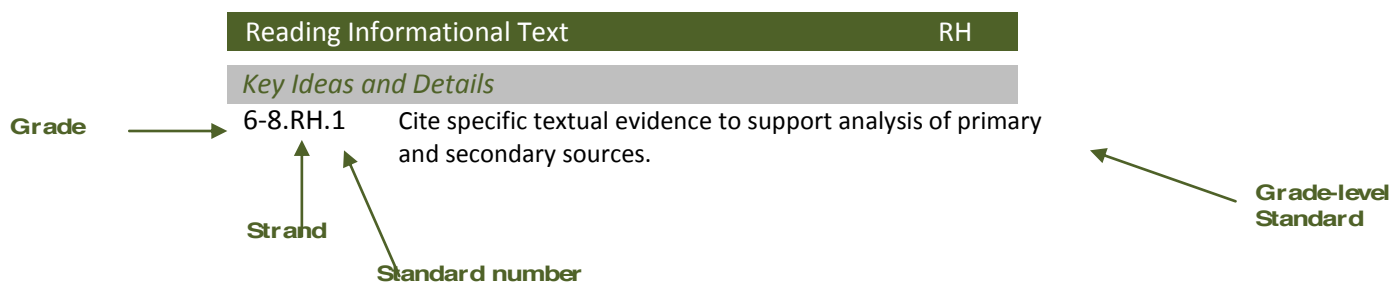 Reading Informational Text RH
Key Ideas and Details
Grade 6-8.RH.1 Cite specific textual evidence to support analysis of primary
and secondary sources.
Grade-level
Standard
Strand
Standard number